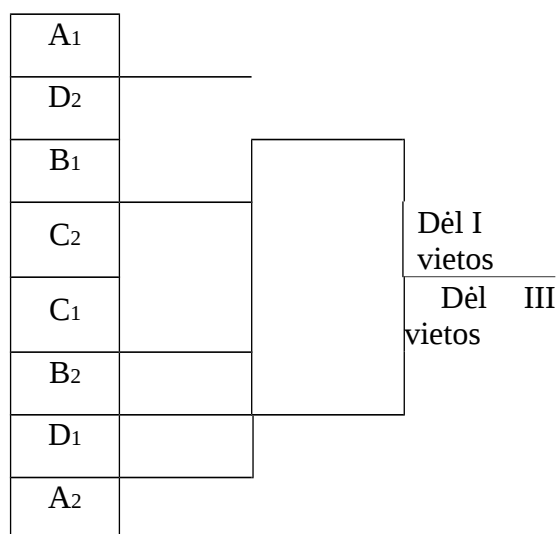 A1
D2
B1
C2
C1
B2
D1
A2
Dėl I
vietos
Dėl III
vietos